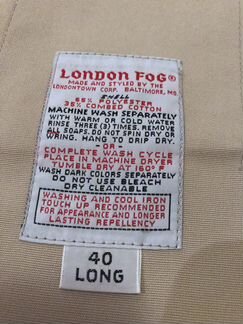 LONDON FOG®
MADE AND STYLED BY THE
LONDONTOWN CORP. BALTIMORE, MD.
SHELL
65% POLYESTER
35% COMBED COTTON
MACHINE WASH SEPARATELY
WITH WARM OR COLD WATER
RINSE THREE (3) TIMES. REMOVE
ALL SOAPS. DO NOT SPIN DRY OR
WRING. HANG TO DRIP DRY.
-OR-
COMPLETE WASH CYCLE
PLACE IN MACHINE DRYER
TUMBLE DRY AT 160° F
WASH DARK COLORS SEPARATELY
DO NOT USE BLEACH
DRY CLEANABLE
WASHING AND COOL IRON
TOUCH UP RECOMMENDED
FOR APPEARANCE AND LONGER
LASTING REPELLENCY
40
LONG